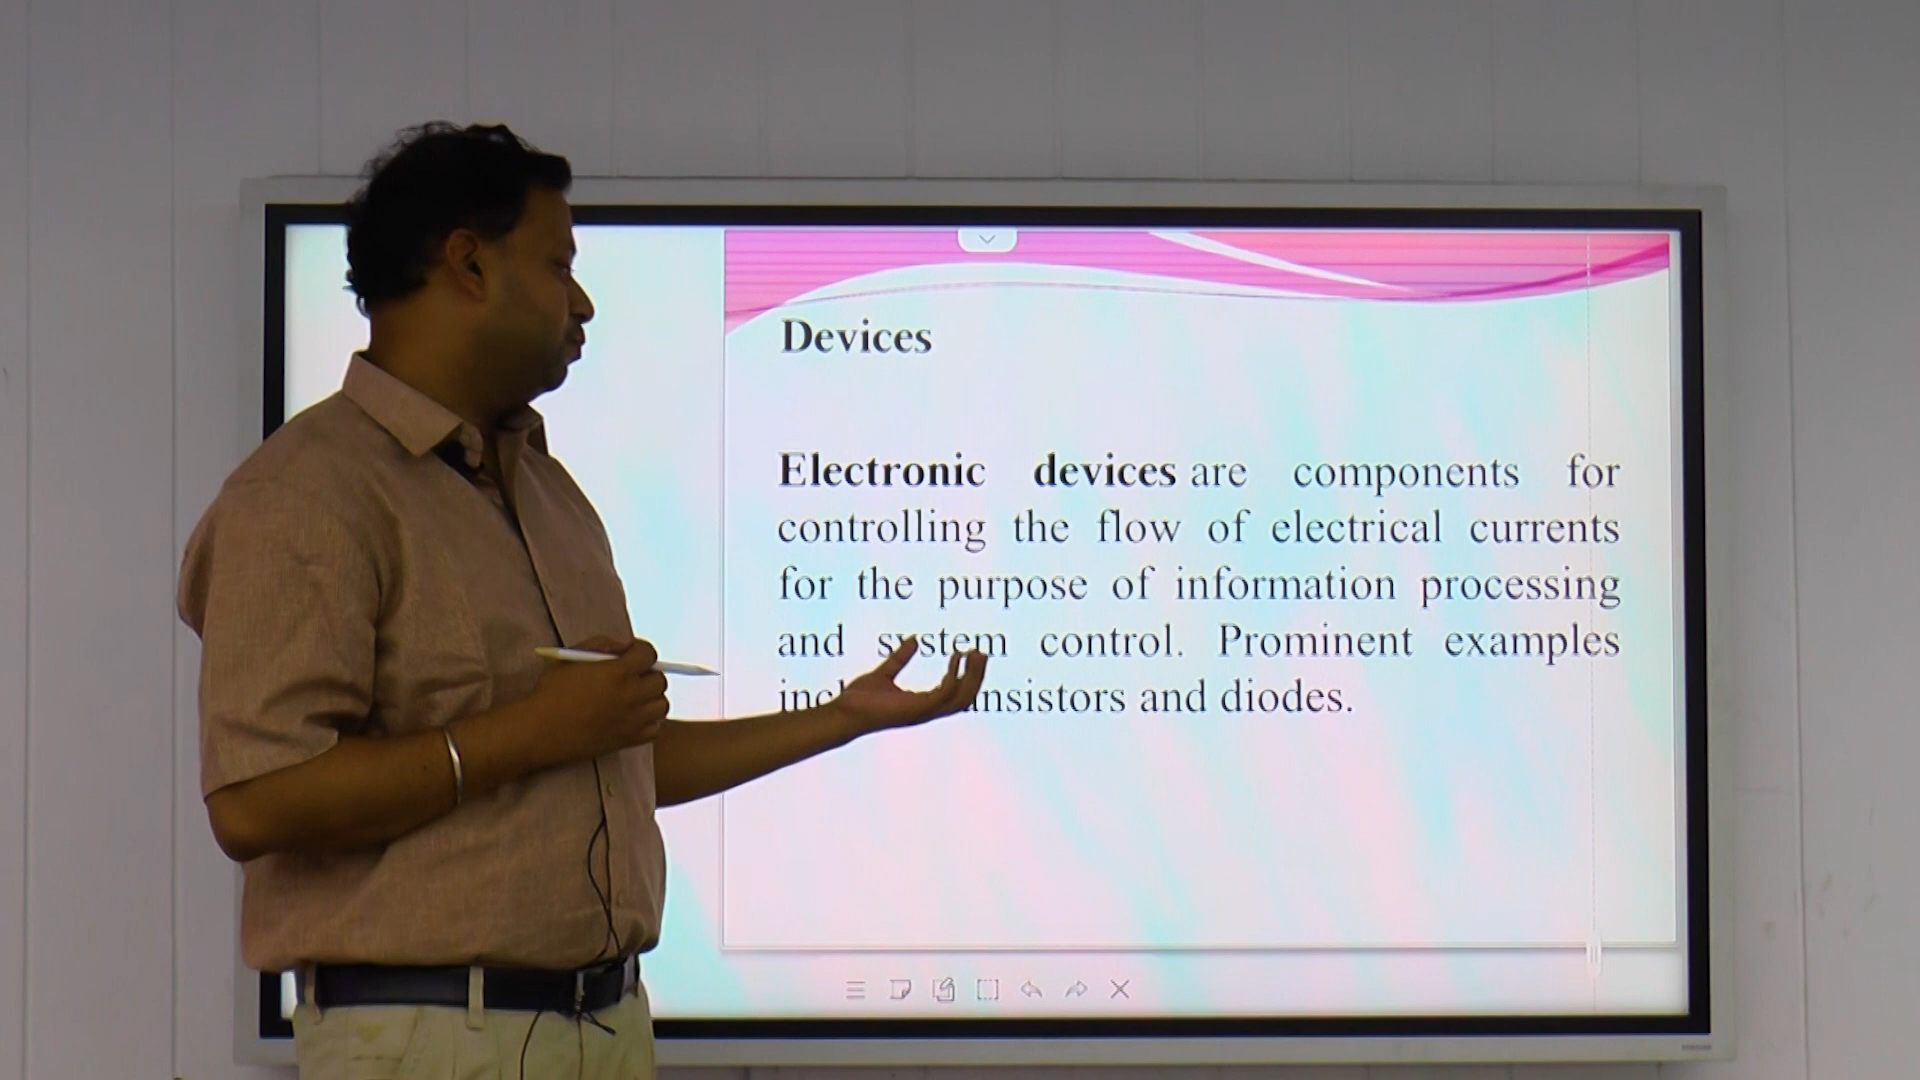 Devices
Electronic devices are components for
controlling the flow of electrical currents
for the purpose of information processing
and system control. Prominent examples
and diodes.